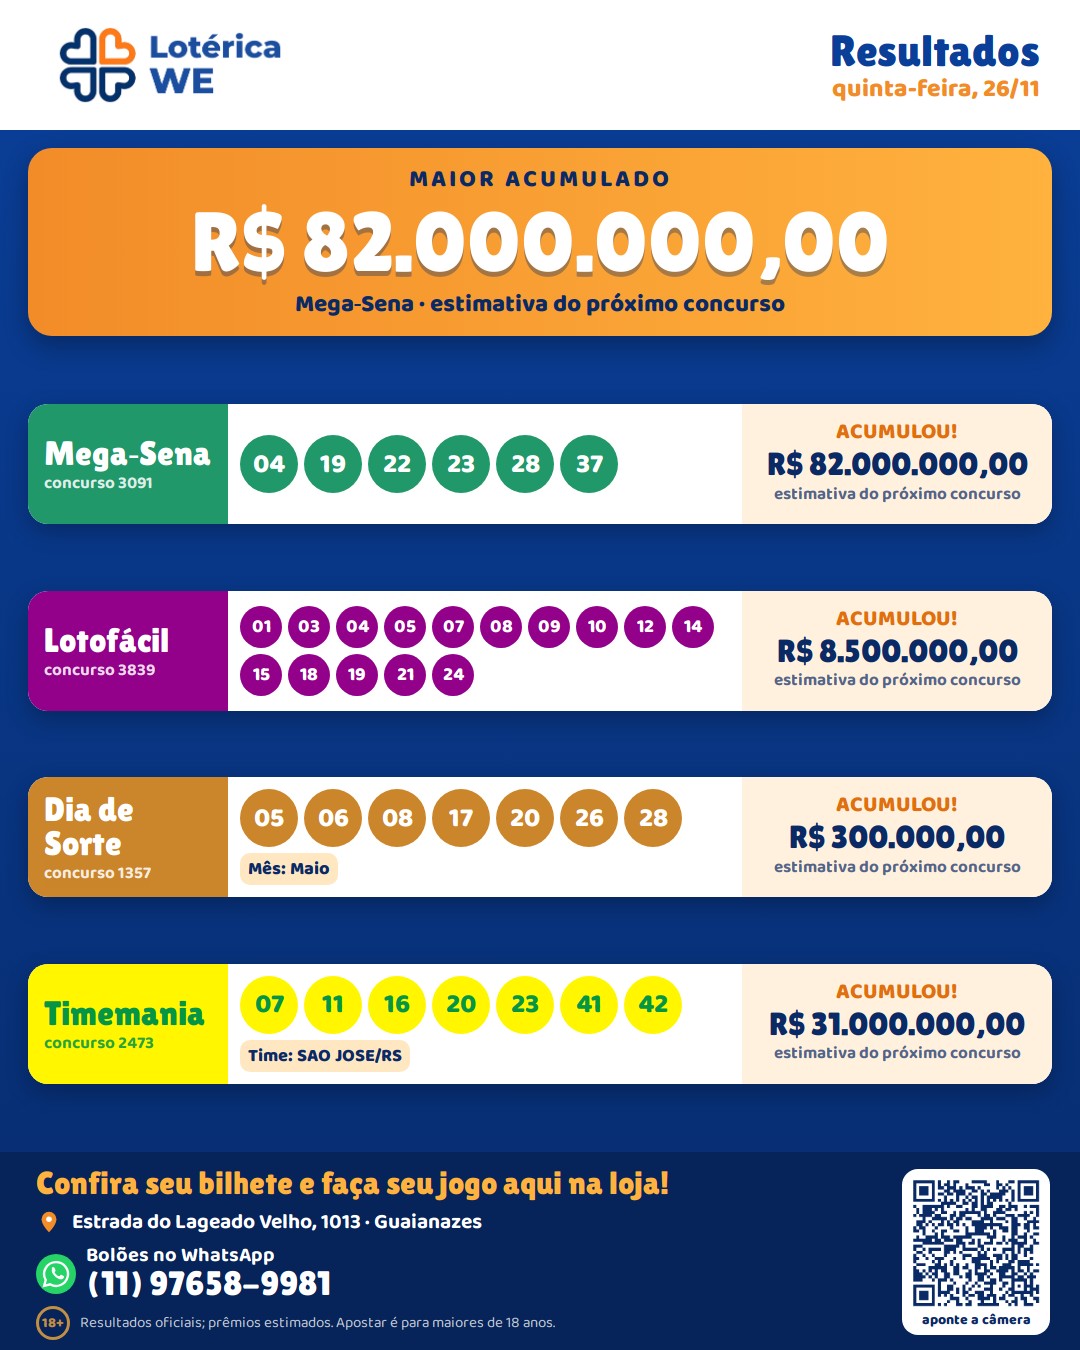 Lotérica
WE
Resultados
quinta-feira, 26/11
MAIOR ACUMULADO
R$ 82.000.000,00
Mega-Sena · estimativa do próximo concurso
Mega-Sena
concurso 3091
04 19 22 23 28 37
ACUMULOU!
R$ 82.000.000,00
estimativa do próximo concurso
Lotofácil
concurso 3839
01 03 04 05 07 08 09 10 12 14
15 18 19 21 24
ACUMULOU!
R$ 8.500.000,00
estimativa do próximo concurso
Dia de
Sorte
concurso 1357
05 06 08 17 20 26 28
Mês: Maio
ACUMULOU!
R$ 300.000,00
estimativa do próximo concurso
Timemania
concurso 2473
07 11 16 20 23 41 42
Time: SAO JOSE/RS
ACUMULOU!
R$ 31.000.000,00
estimativa do próximo concurso
Confira seu bilhete e faça seu jogo aqui na loja!
Estrada do Lageado Velho, 1013 · Guaianazes
Bolões no WhatsApp
(11) 97658-9981
18+ Resultados oficiais; prêmios estimados. Apostar é para maiores de 18 anos.
aponte a câmera